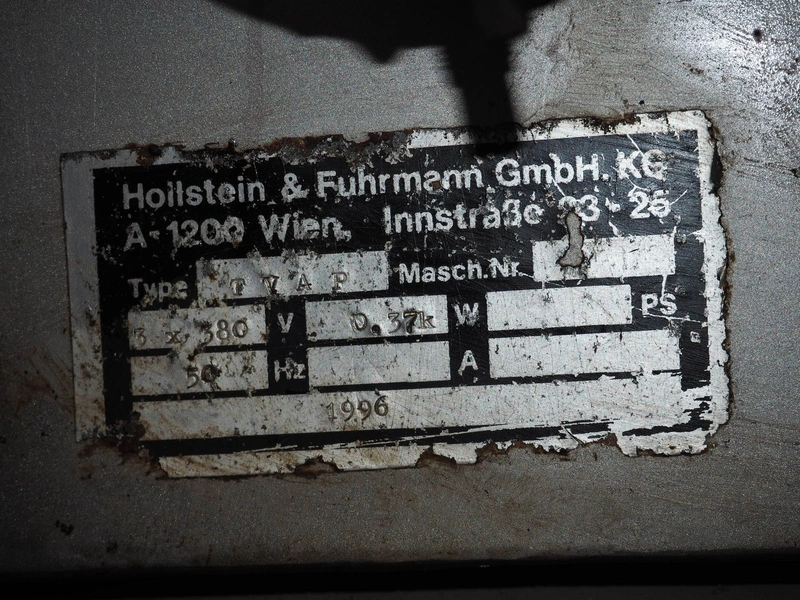 Hollstein & Fuhrmann GmbH. KG
A-1200 Wien, Innstraße 23 - 25
Type TVAP Masch.Nr.
3 x 380 V 0,37k W PS
50 Hz A
1996